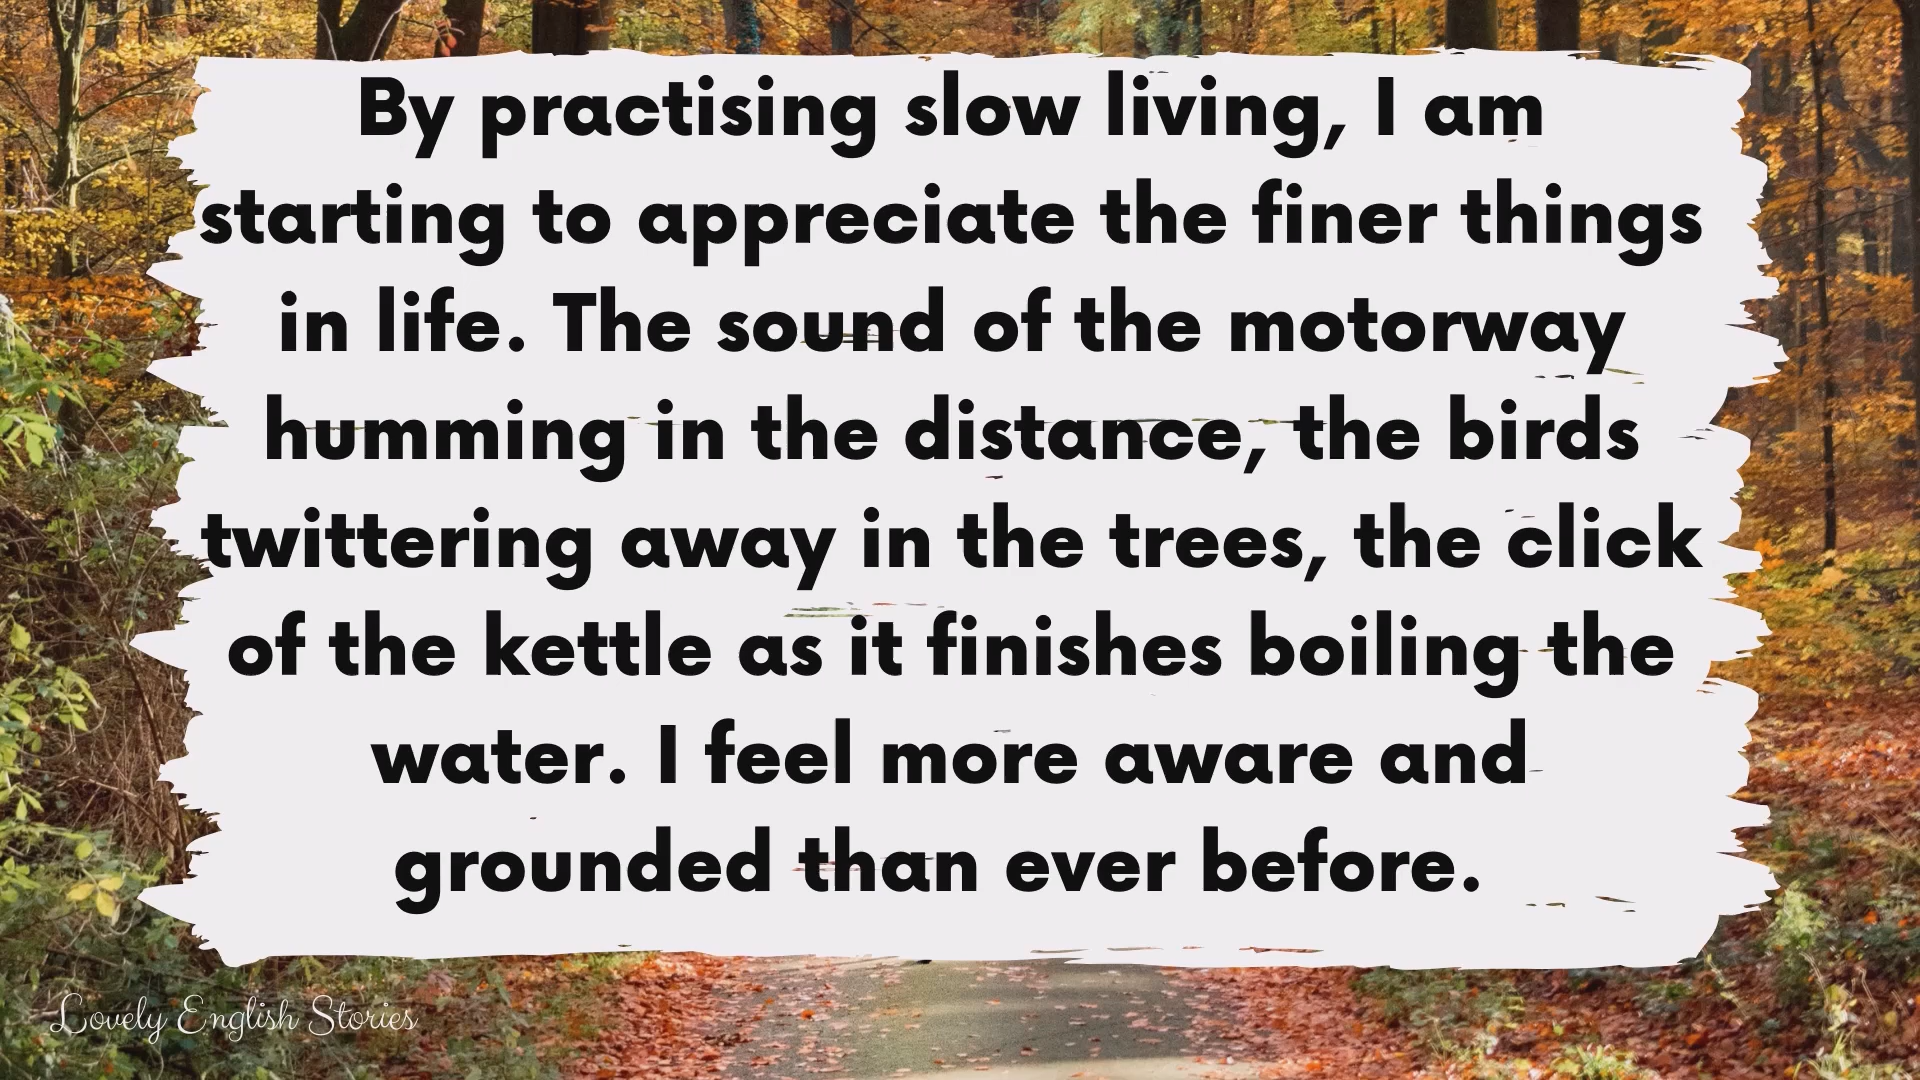 By practising slow living, I am
starting to appreciate the finer things
in life. The sound of the motorway
humming in the distance, the birds
twittering away in the trees, the click
of the kettle as it finishes boiling the
water. I feel more aware and
grounded than ever before.
Lovely English Stories